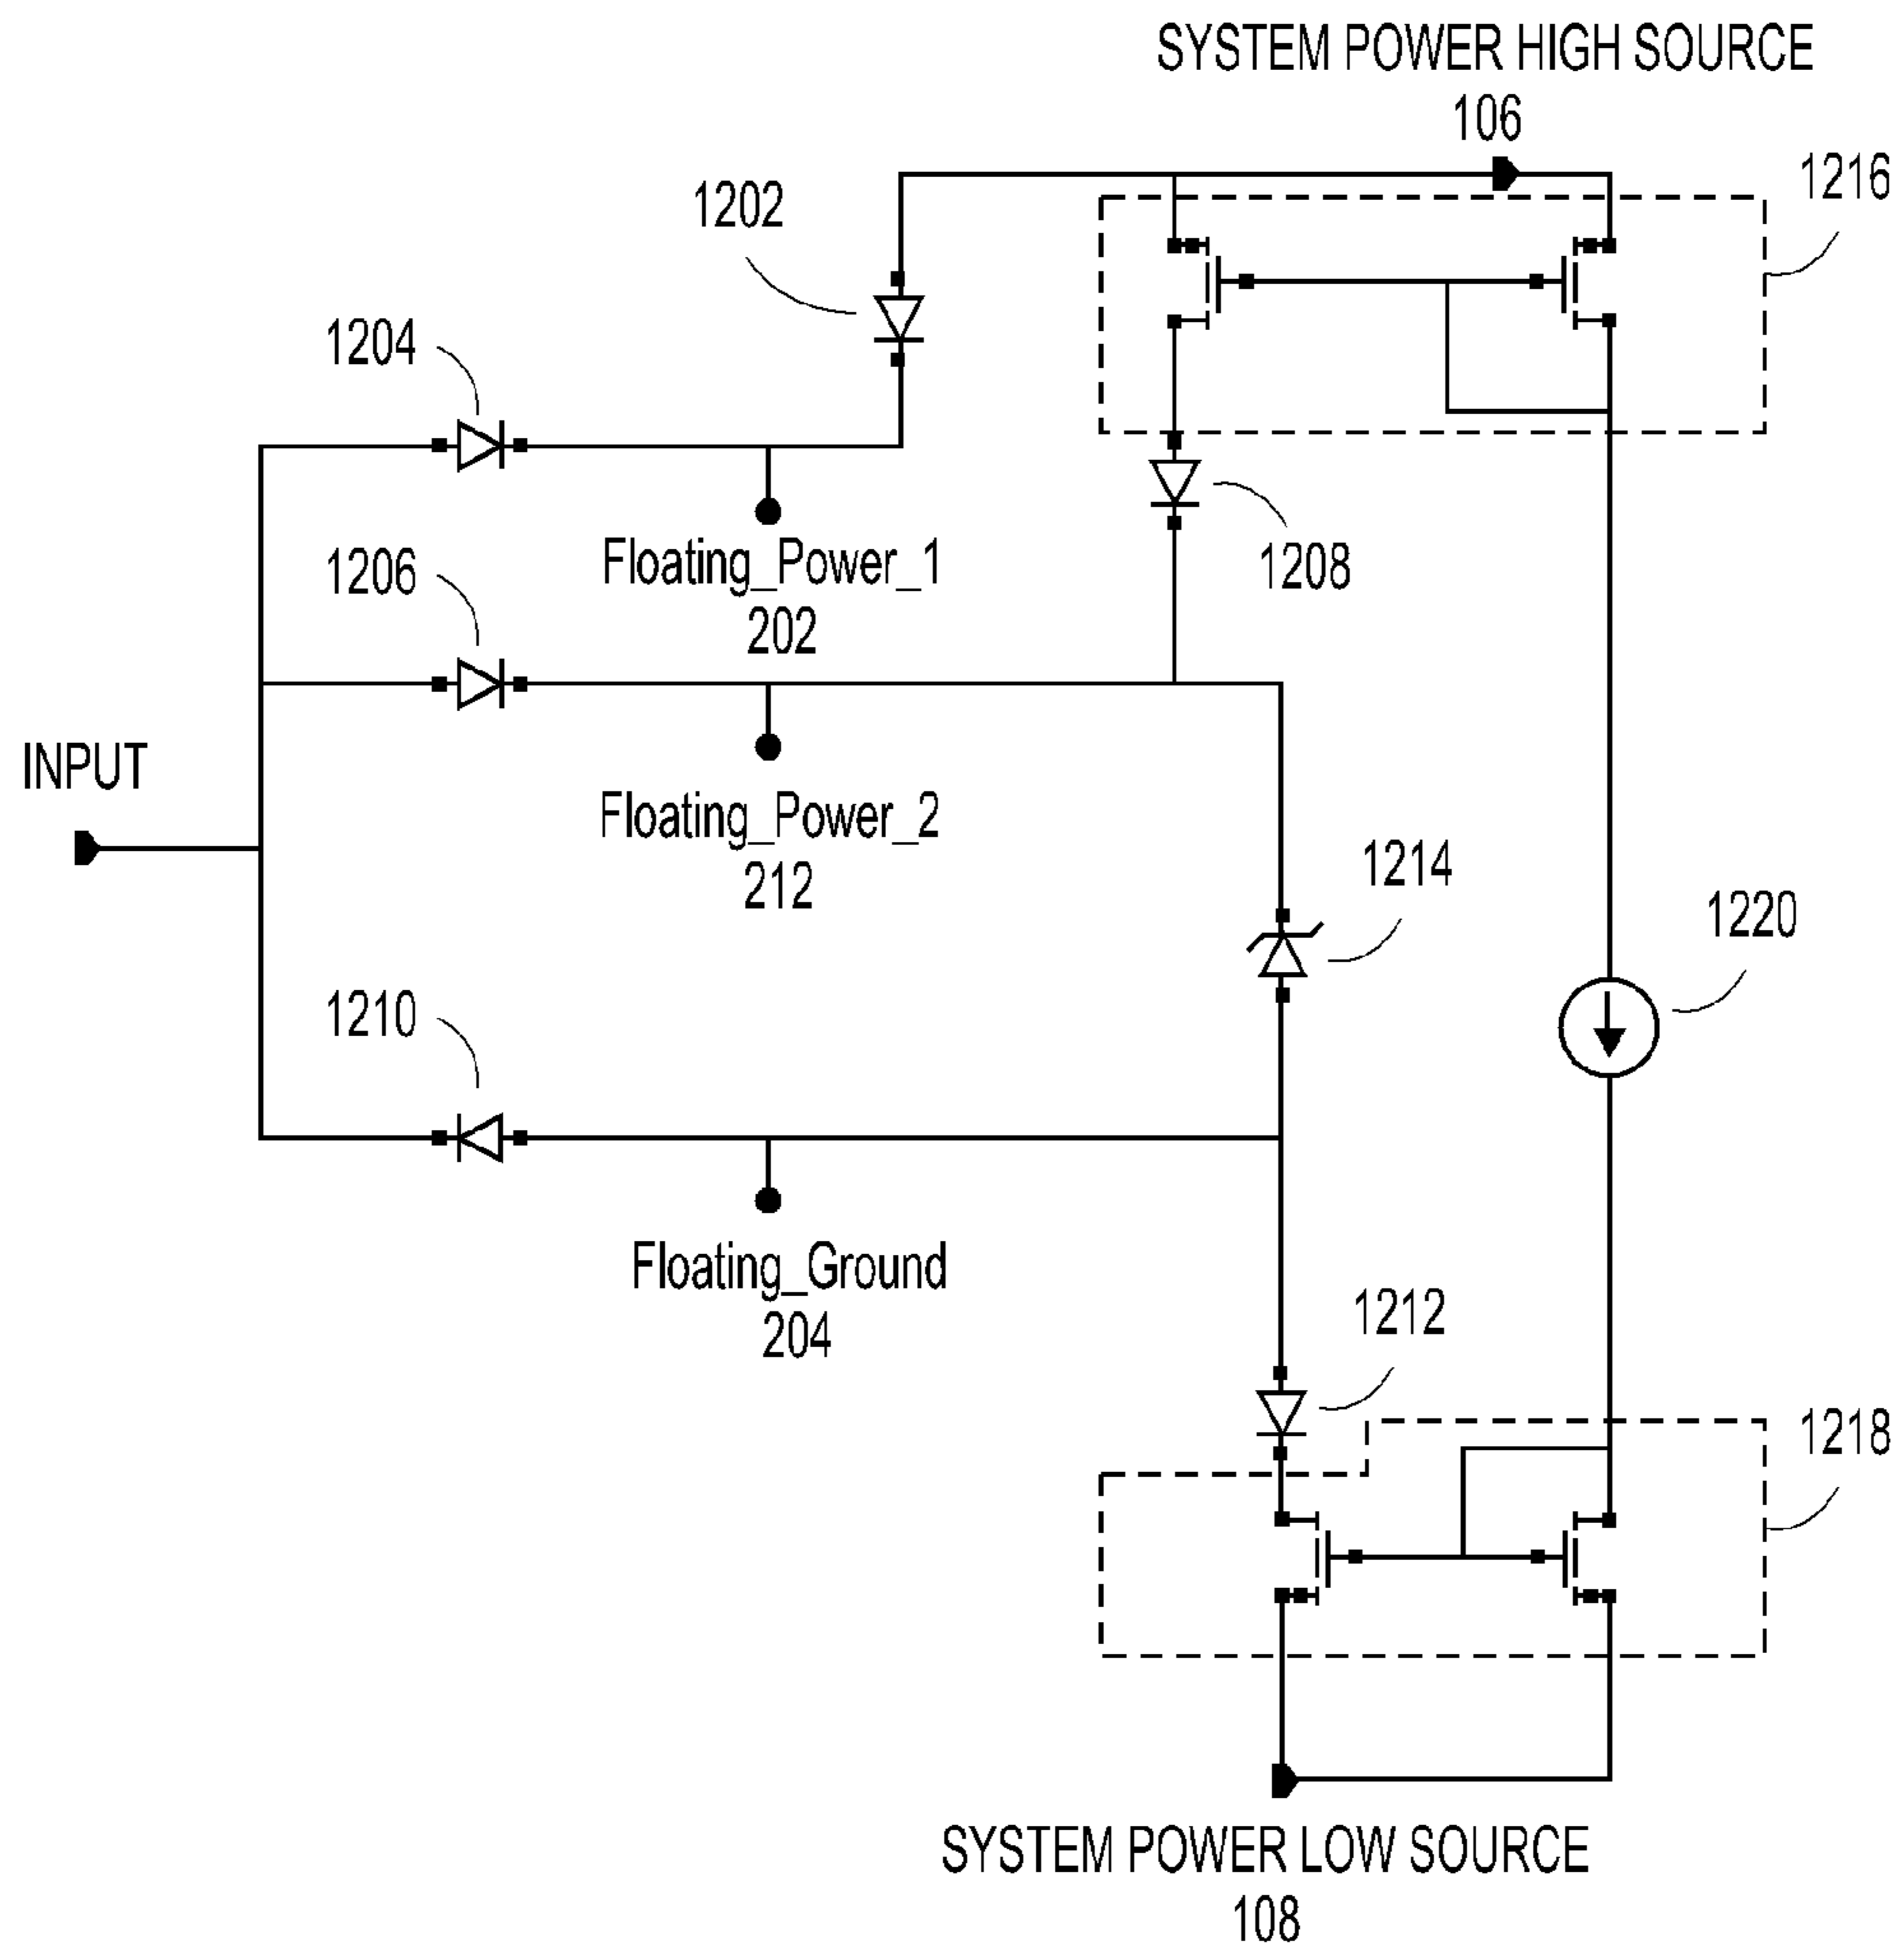 SYSTEM POWER HIGH SOURCE
106
1216
1202
1204
1208
Floating_Power_1
202
1206
INPUT
Floating_Power_2
212
1214
1220
1210
Floating_Ground
204
1212
1218
SYSTEM POWER LOW SOURCE
108